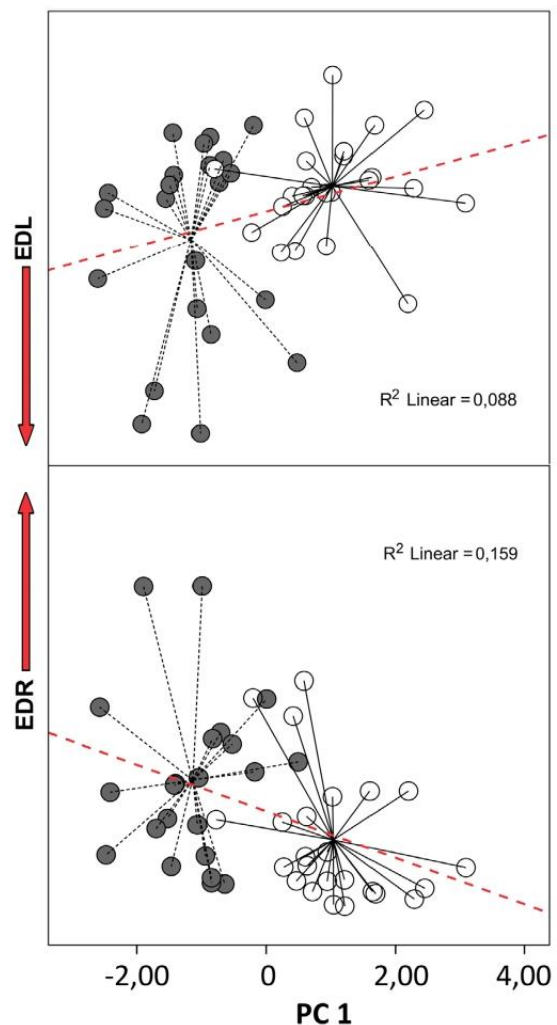 EDL
R² Linear = 0,088
EDR
R² Linear = 0,159
-2,00 0 2,00 4,00
PC 1